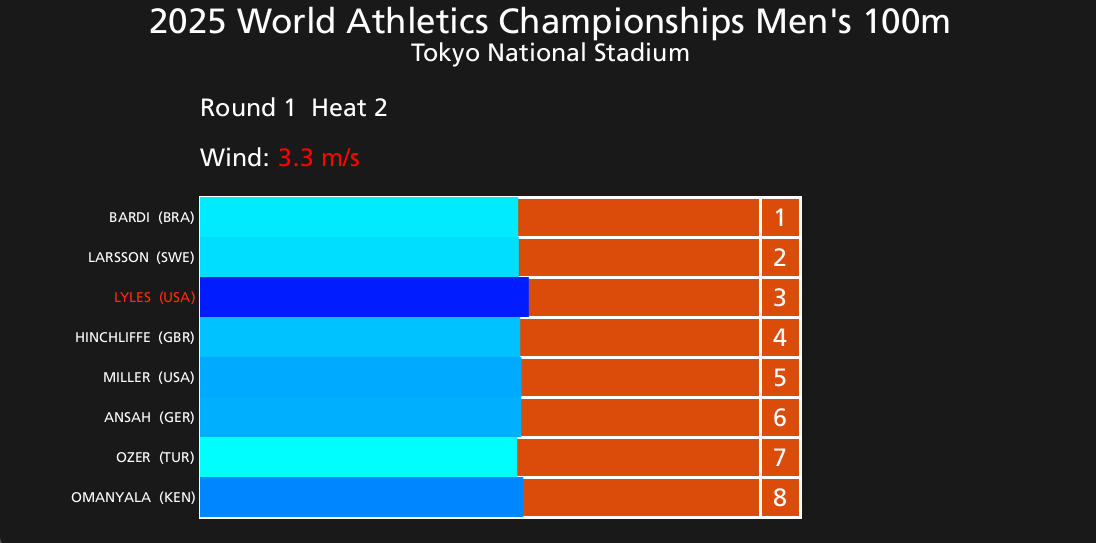 2025 World Athletics Championships Men's 100m
Tokyo National Stadium
Round 1  Heat 2
Wind: 3.3 m/s
BARDI (BRA) 1
LARSSON (SWE) 2
LYLES (USA) 3
HINCHLIFFE (GBR) 4
MILLER (USA) 5
ANSAH (GER) 6
OZER (TUR) 7
OMANYALA (KEN) 8